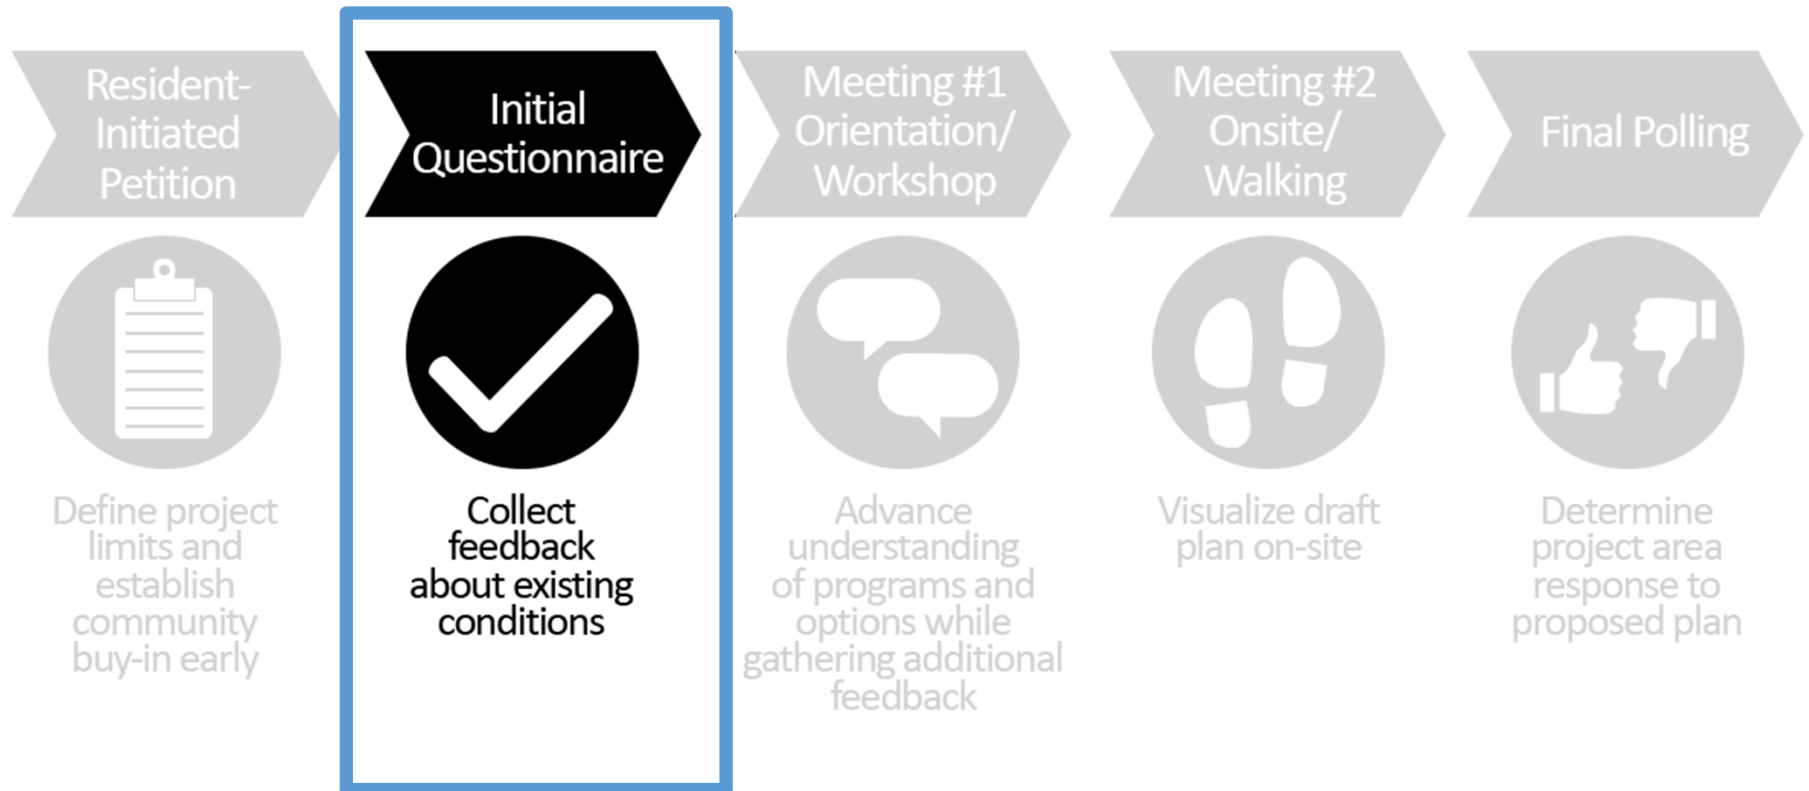 Resident-
Initiated
Petition
Initial
Questionnaire
Meeting #1
Orientation/
Workshop
Meeting #2
Onsite/
Walking
Final Polling
Define project
limits and
establish
community
buy-in early
Collect
feedback
about existing
conditions
Advance
understanding
of programs and
options while
gathering additional
feedback
Visualize draft
plan on-site
Determine
project area
response to
proposed plan